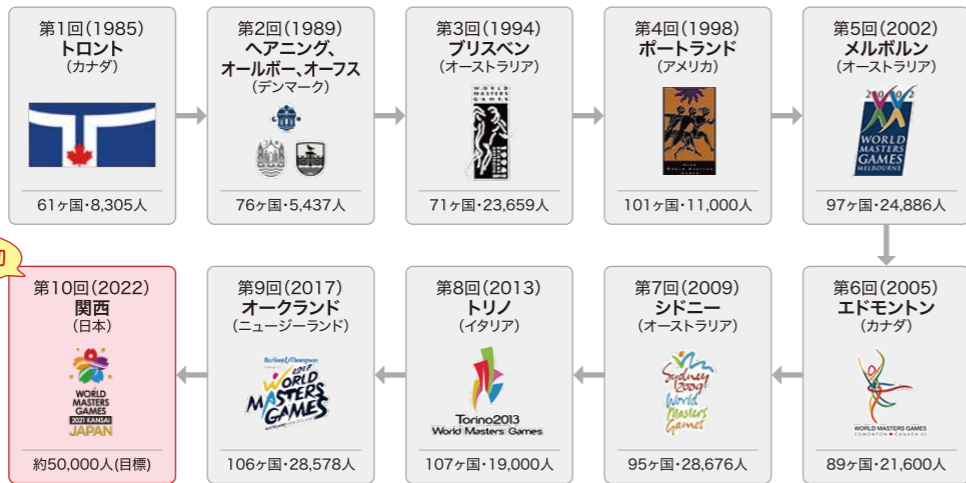 第1回(1985)
トロント
(カナダ)
61ヶ国・8,305人
第2回(1989)
ヘアニング、
オールボー、オーフス
(デンマーク)
76ヶ国・5,437人
第3回(1994)
ブリスベン
(オーストラリア)
WORLD
MASTERS
GAMES
71ヶ国・23,659人
第4回(1998)
ポートランド
(アメリカ)
101ヶ国・11,000人
第5回(2002)
メルボルン
(オーストラリア)
2002
WORLD
MASTERS
GAMES
MELBOURNE
97ヶ国・24,886人
第6回(2005)
エドモントン
(カナダ)
WORLD MASTERS GAMES
EDMONTON CANADA 05
89ヶ国・21,600人
第7回(2009)
シドニー
(オーストラリア)
Sydney
2009
World
Masters
Games
95ヶ国・28,676人
第8回(2013)
トリノ
(イタリア)
Torino2013
World Masters Games
107ヶ国・19,000人
第9回(2017)
オークランド
(ニュージーランド)
2017
WORLD
MASTERS
GAMES
106ヶ国・28,578人
第10回(2022)
関西
(日本)
WORLD
MASTERS
GAMES
2021 KANSAI
JAPAN
約50,000人(目標)